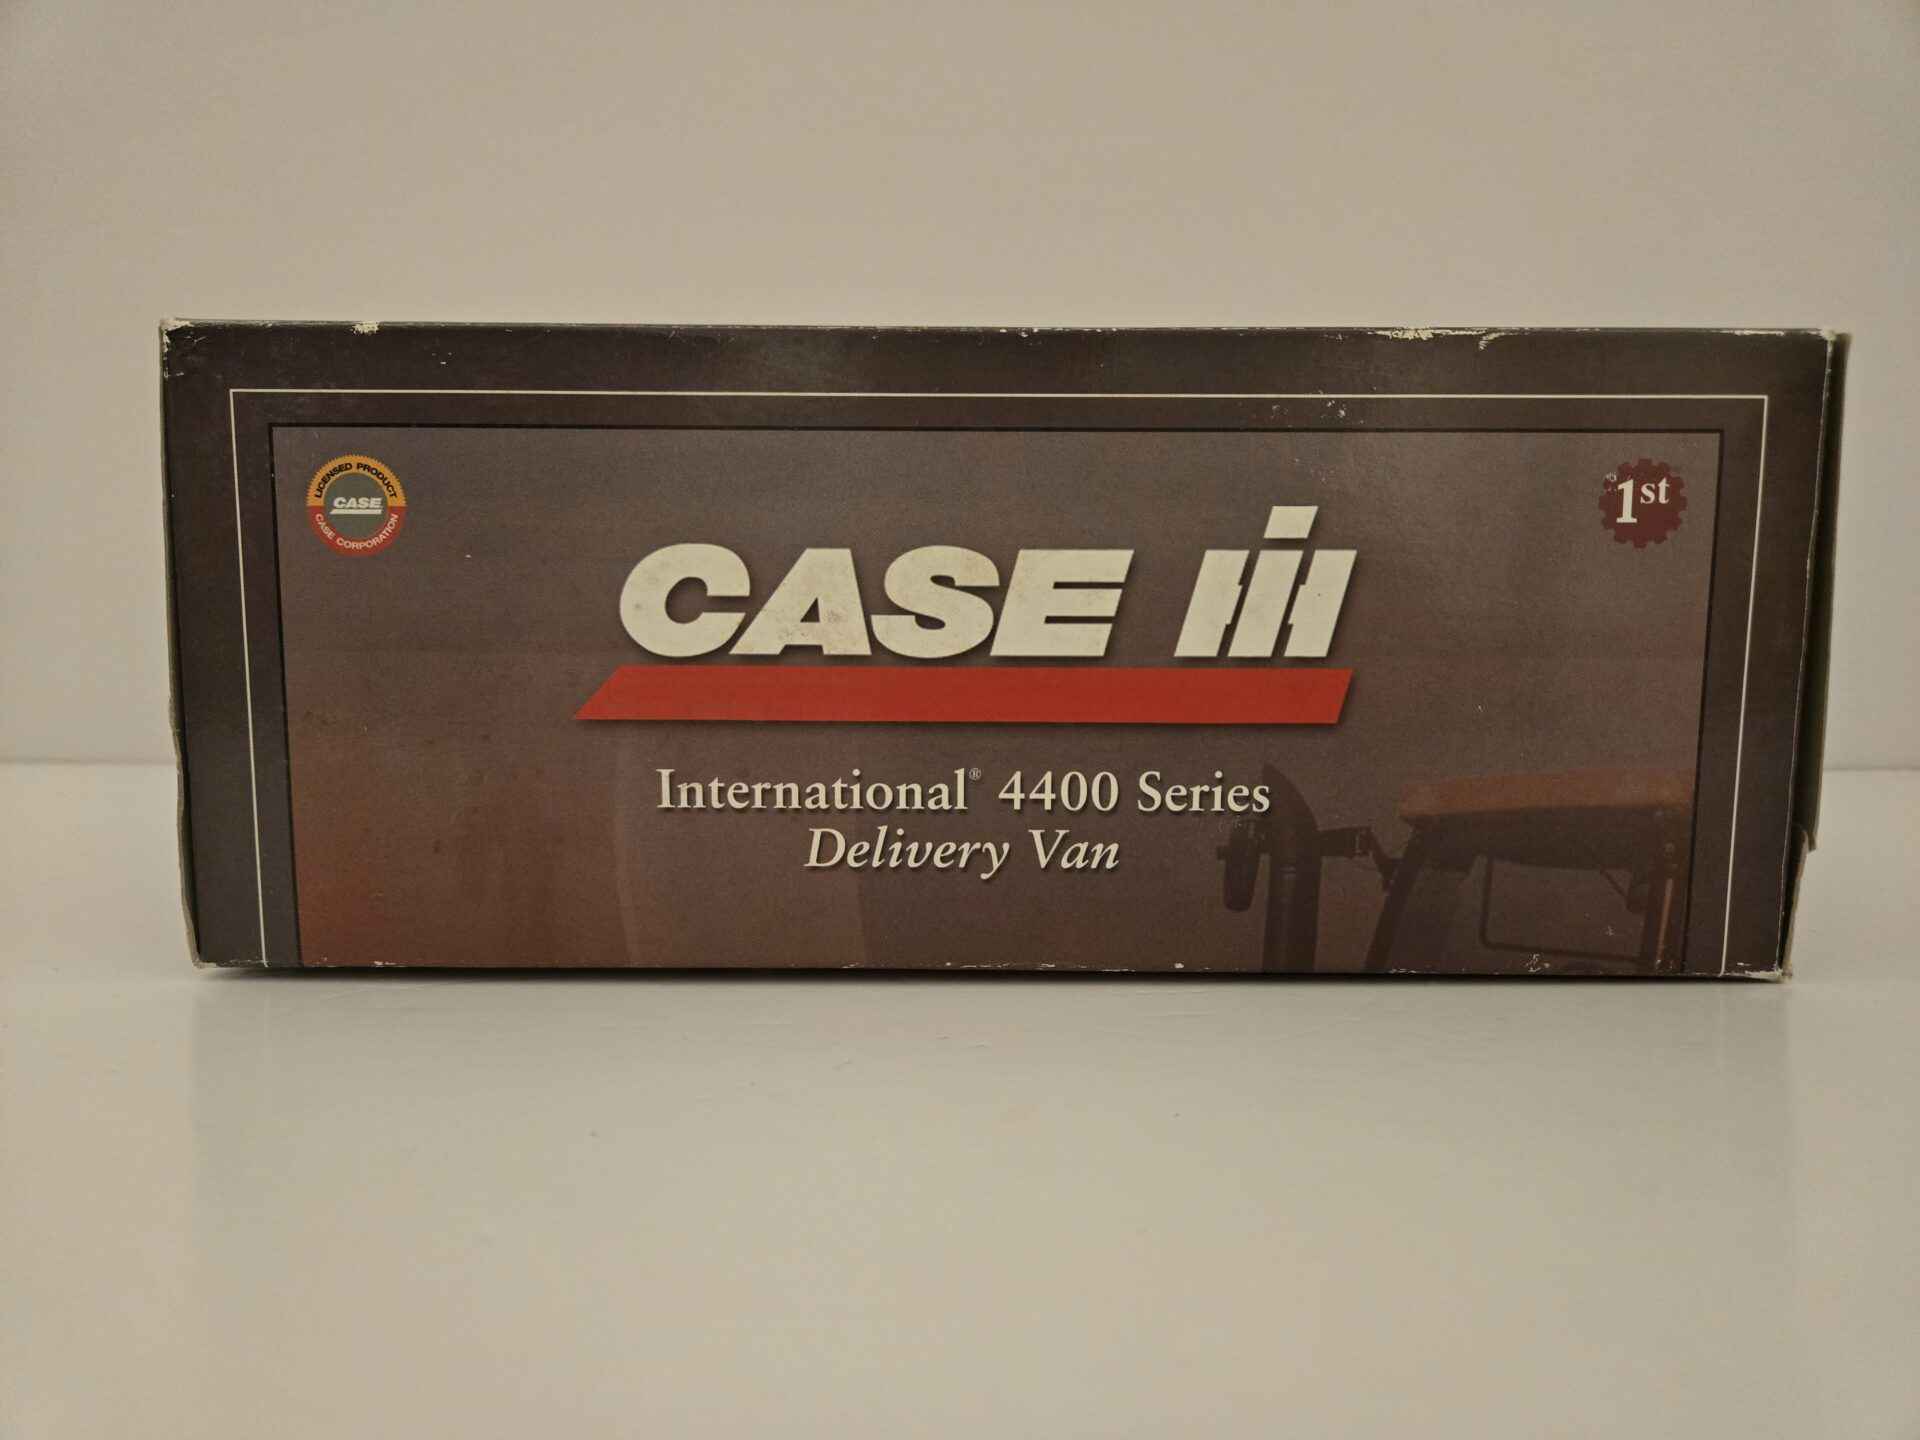 LICENSED PRODUCT
CASE
CASE CORPORATION
1st
CASE IH
International® 4400 Series
Delivery Van